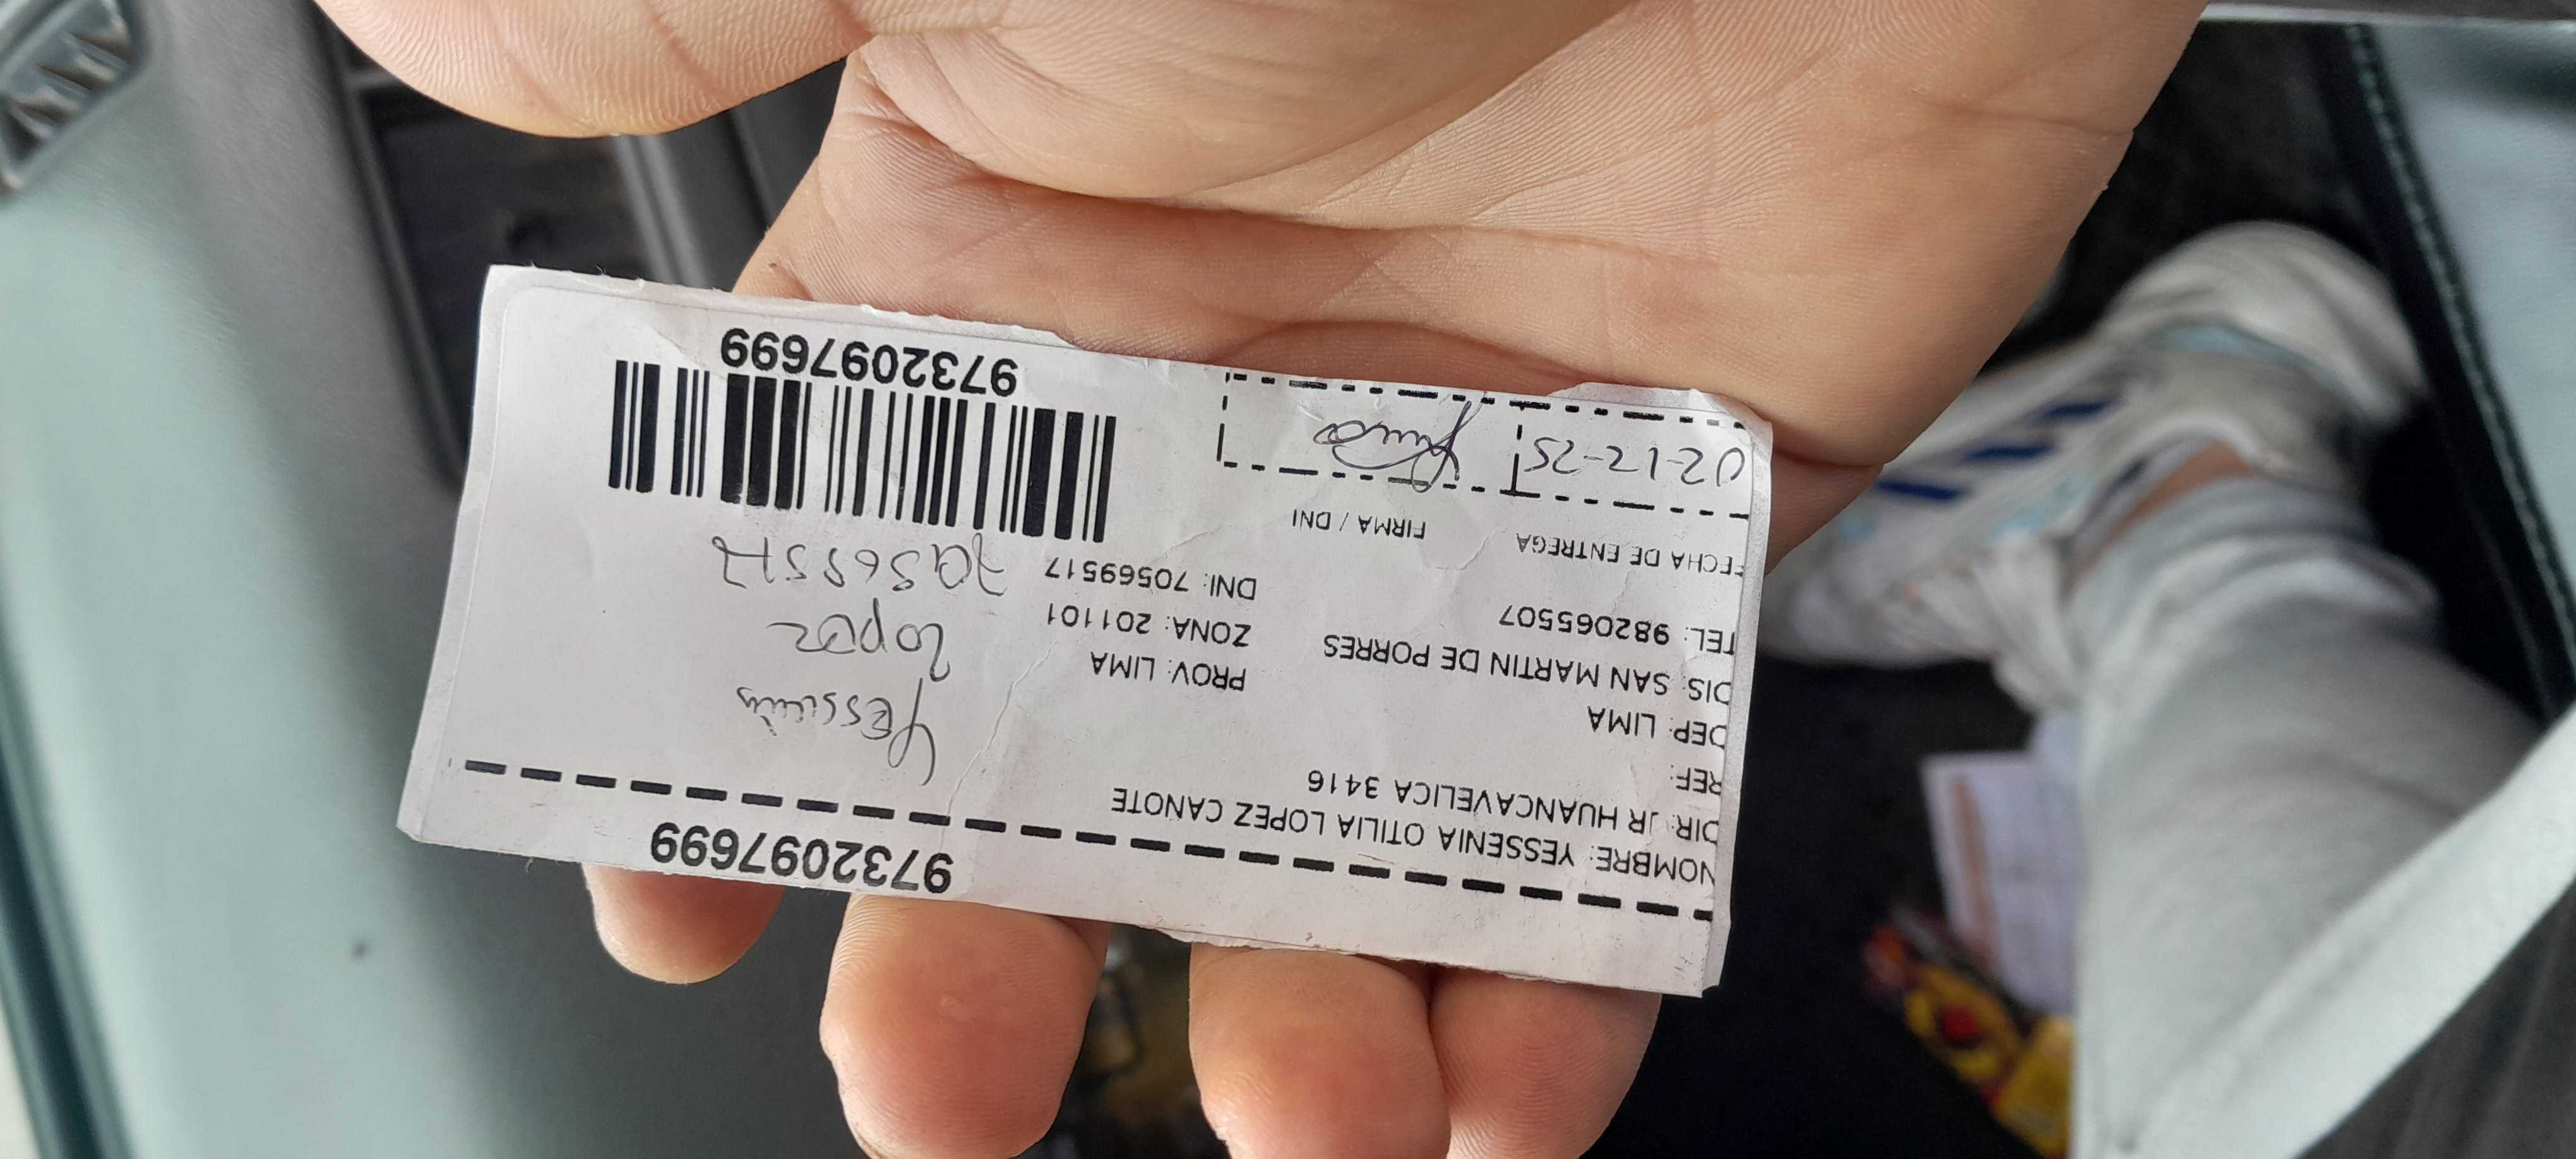 9732097699
NOMBRE: YESSENIA OTILIA LOPEZ CANOTE
DIR: JR HUANCAVELICA 3416
REF:
DEP: LIMA
DIS: SAN MARTIN DE PORRES PROV: LIMA
TEL: 982065507 ZONA: 201101
DNI: 70569517
Yessenia
Lopez
70569517
FECHA DE ENTREGA FIRMA / DNI
02-12-25
9732097699